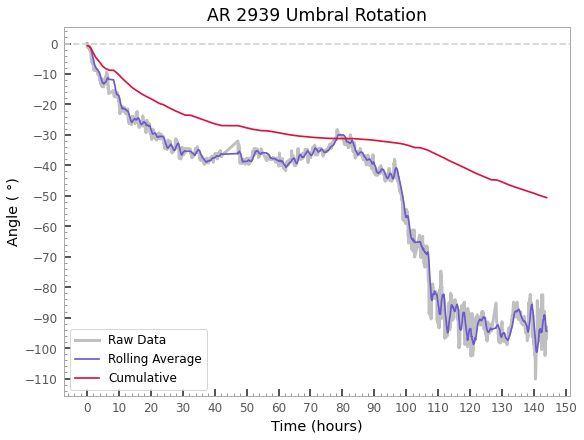 AR 2939 Umbral Rotation
Angle ( °)
0
−10
−20
−30
−40
−50
−60
−70
−80
−90
−100
−110
Raw Data
Rolling Average
Cumulative
0 10 20 30 40 50 60 70 80 90 100 110 120 130 140 150
Time (hours)